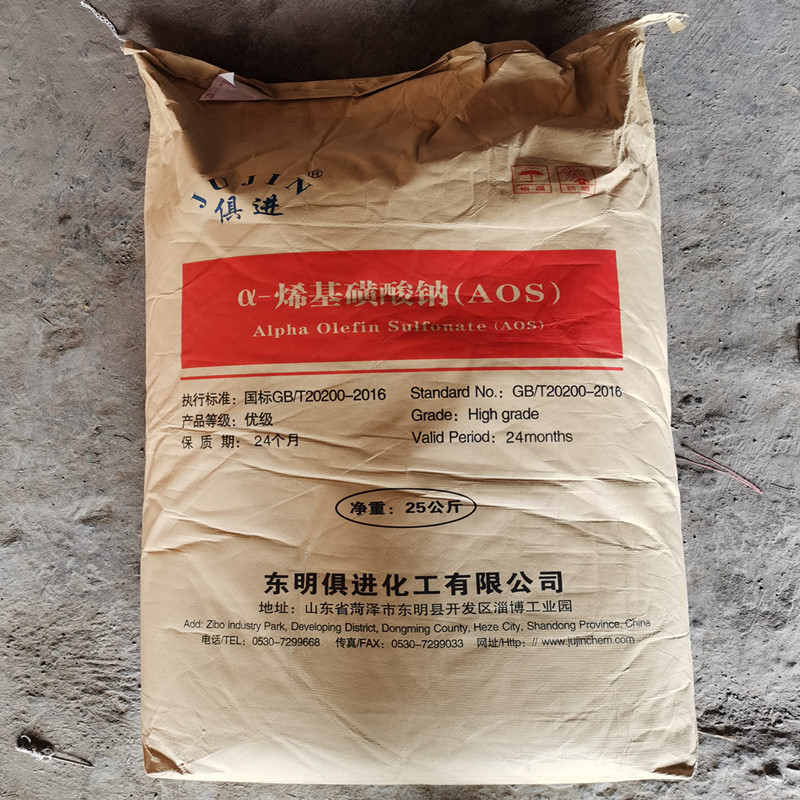 JUJIN®
俱进
怕湿
α-烯基磺酸钠(AOS)
Alpha Olefin Sulfonate (AOS)
执行标准：国标GB/T20200-2016
产品等级：优级
保 质 期：24个月
Standard No.：GB/T20200-2016
Grade：High grade
Valid Period：24months
净重：25公斤
东明俱进化工有限公司
地址：山东省菏泽市东明县开发区淄博工业园
Add: Zibo industry Park, Developing District, Dongming County, Heze City, Shandong Province, China
电话/TEL：0530-7299668 传真/FAX：0530-7299033 网址/Http：// www.jujinchem.com